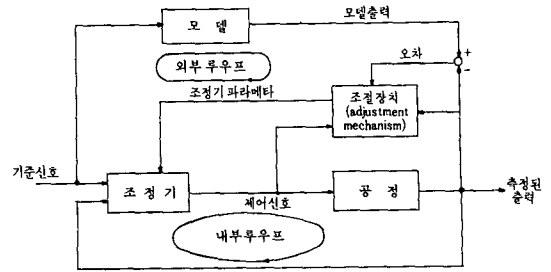 모 델
모델출력
외부루우프
오차
+
-
조정기 파라메타
조절장치
(adjustment
mechanism)
기준신호
조 정 기
제어신호
공 정
측정된
출력
내부루우프